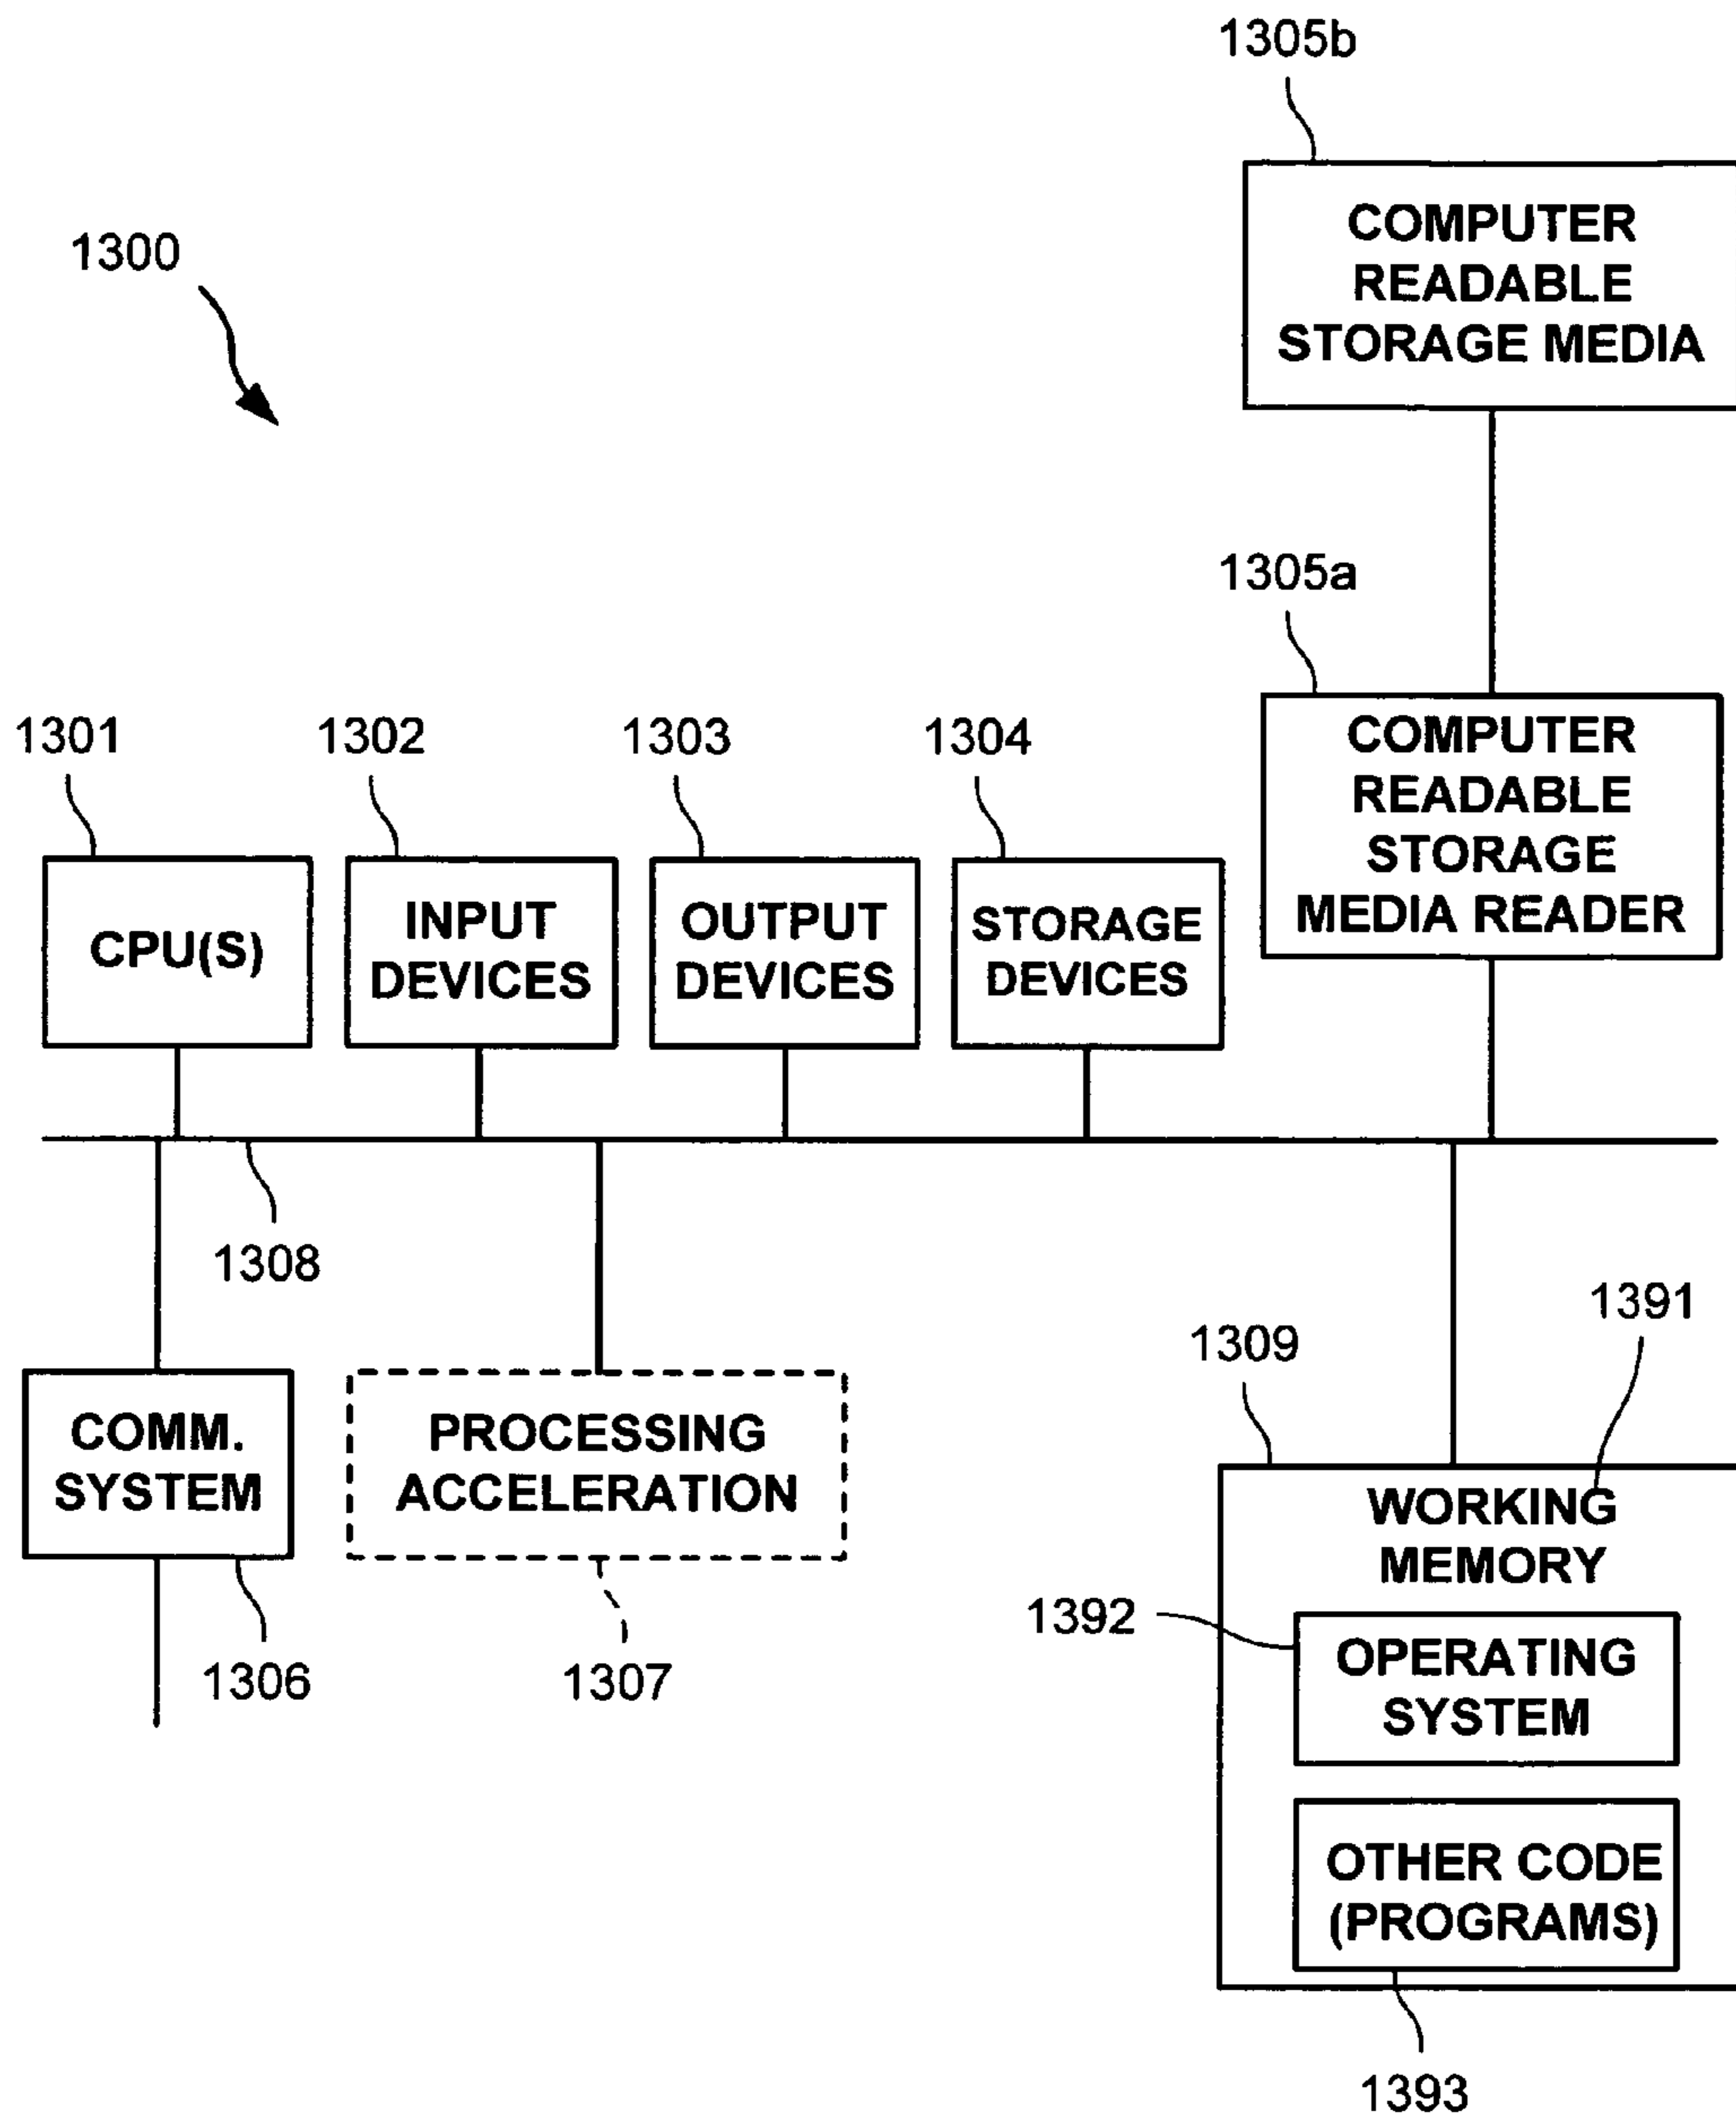 1305b
COMPUTER
READABLE
STORAGE MEDIA
1300
1305a
COMPUTER
READABLE
STORAGE
MEDIA READER
1301
1302
1303
1304
CPU(S)
INPUT
DEVICES
OUTPUT
DEVICES
STORAGE
DEVICES
1308
1391
1309
COMM.
SYSTEM
PROCESSING
ACCELERATION
WORKING
MEMORY
1392
OPERATING
SYSTEM
1306
1307
OTHER CODE
(PROGRAMS)
1393